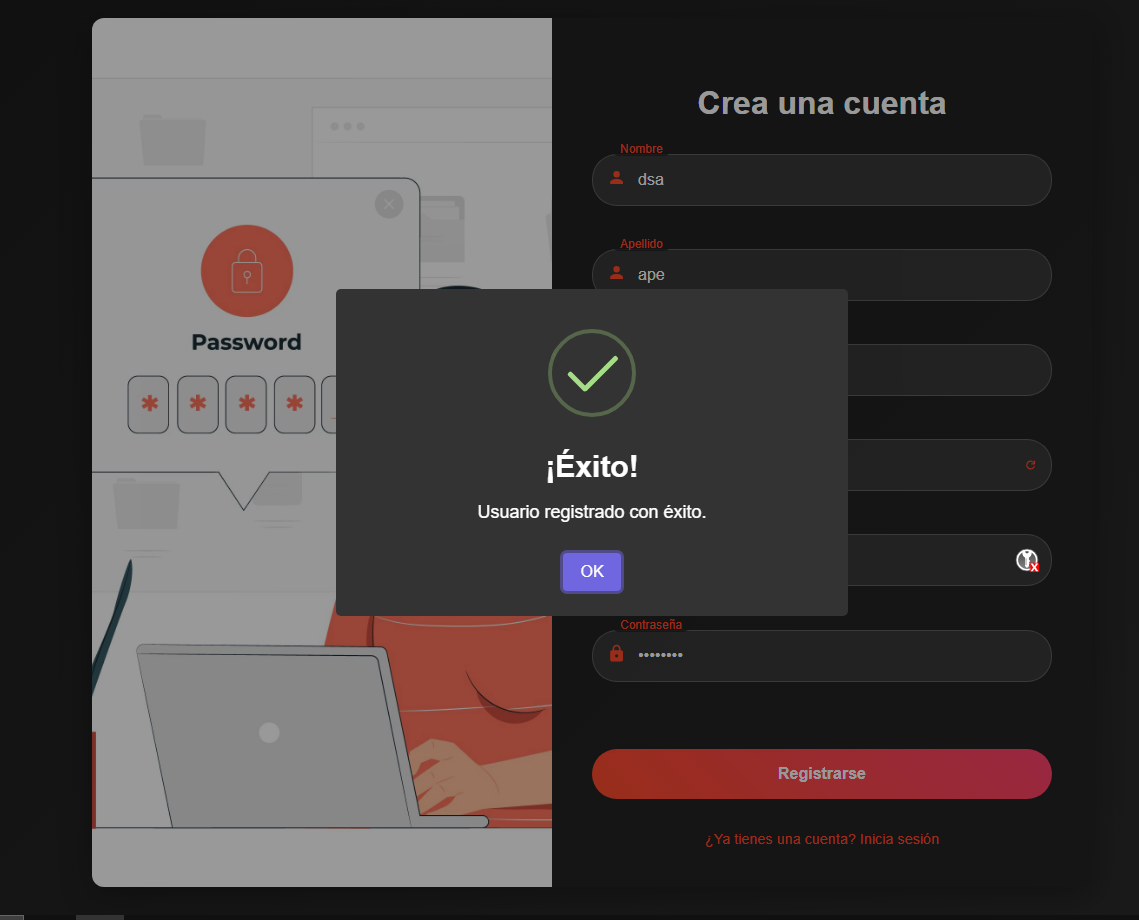 Crea una cuenta
Nombre
dsa
Apellido
ape
Password
* * * *
¡Éxito!
Usuario registrado con éxito.
OK
Contraseña
••••••••
Registrarse
¿Ya tienes una cuenta? Inicia sesión